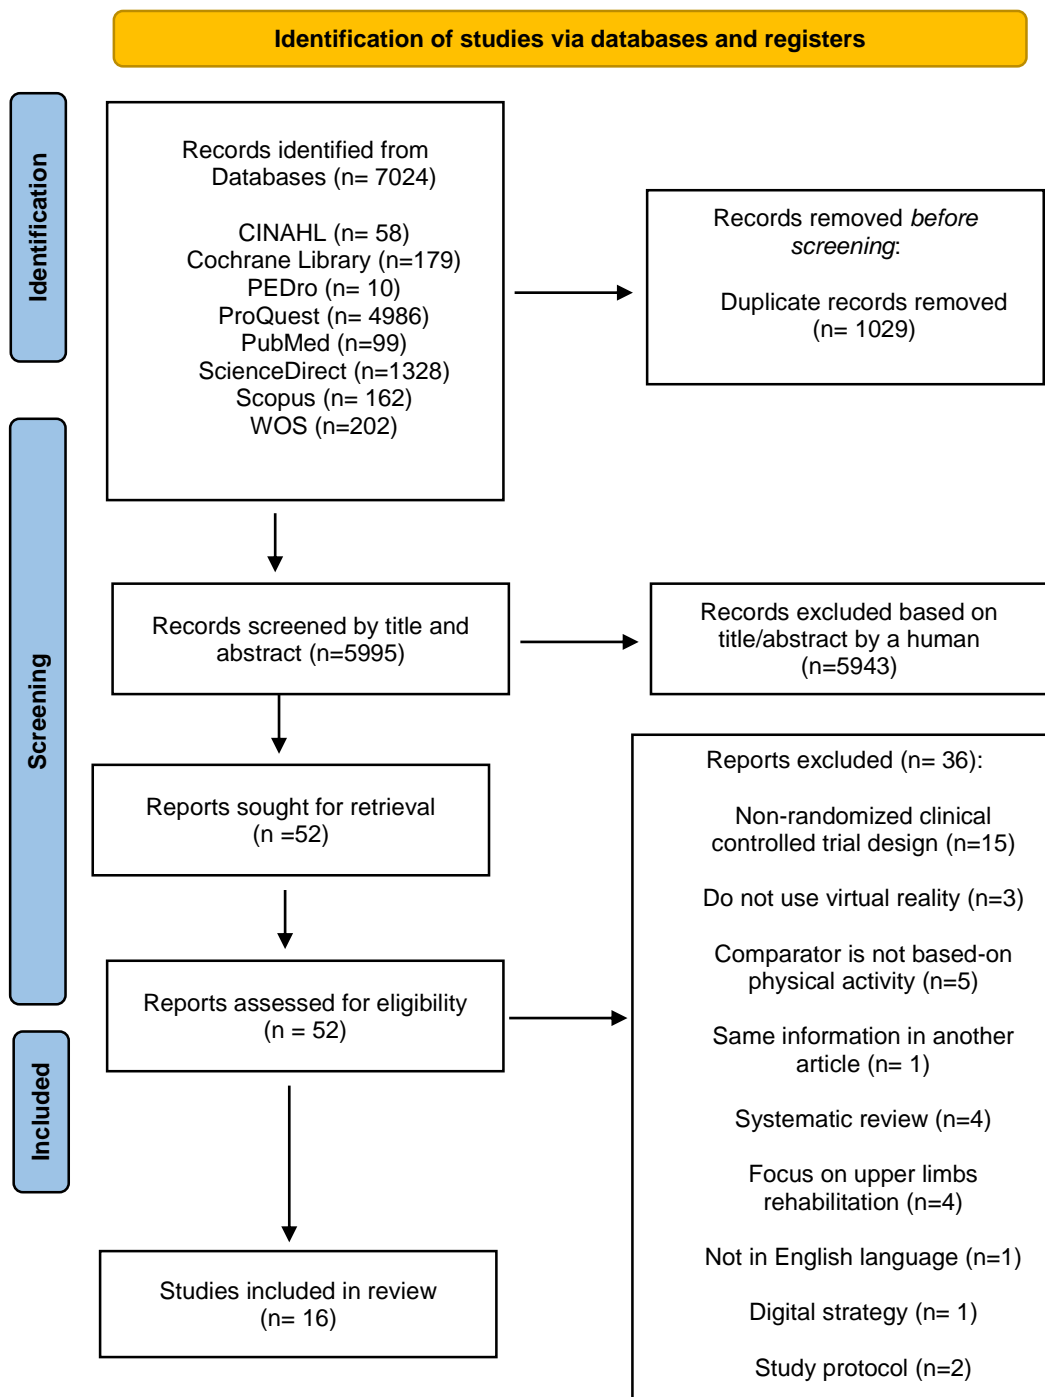 Identification of studies via databases and registers
Identification
Records identified from
Databases (n= 7024)
CINAHL (n= 58)
Cochrane Library (n=179)
PEDro (n= 10)
ProQuest (n= 4986)
PubMed (n=99)
ScienceDirect (n=1328)
Scopus (n= 162)
WOS (n=202)
Records removed before
screening:
Duplicate records removed
(n= 1029)
Screening
Records screened by title and
abstract (n=5995)
Records excluded based on
title/abstract by a human
(n=5943)
Reports sought for retrieval
(n =52)
Reports assessed for eligibility
(n = 52)
Reports excluded (n= 36):
Non-randomized clinical
controlled trial design (n=15)
Do not use virtual reality (n=3)
Comparator is not based-on
physical activity (n=5)
Same information in another
article (n= 1)
Systematic review (n=4)
Focus on upper limbs
rehabilitation (n=4)
Not in English language (n=1)
Digital strategy (n= 1)
Study protocol (n=2)
Included
Studies included in review
(n= 16)